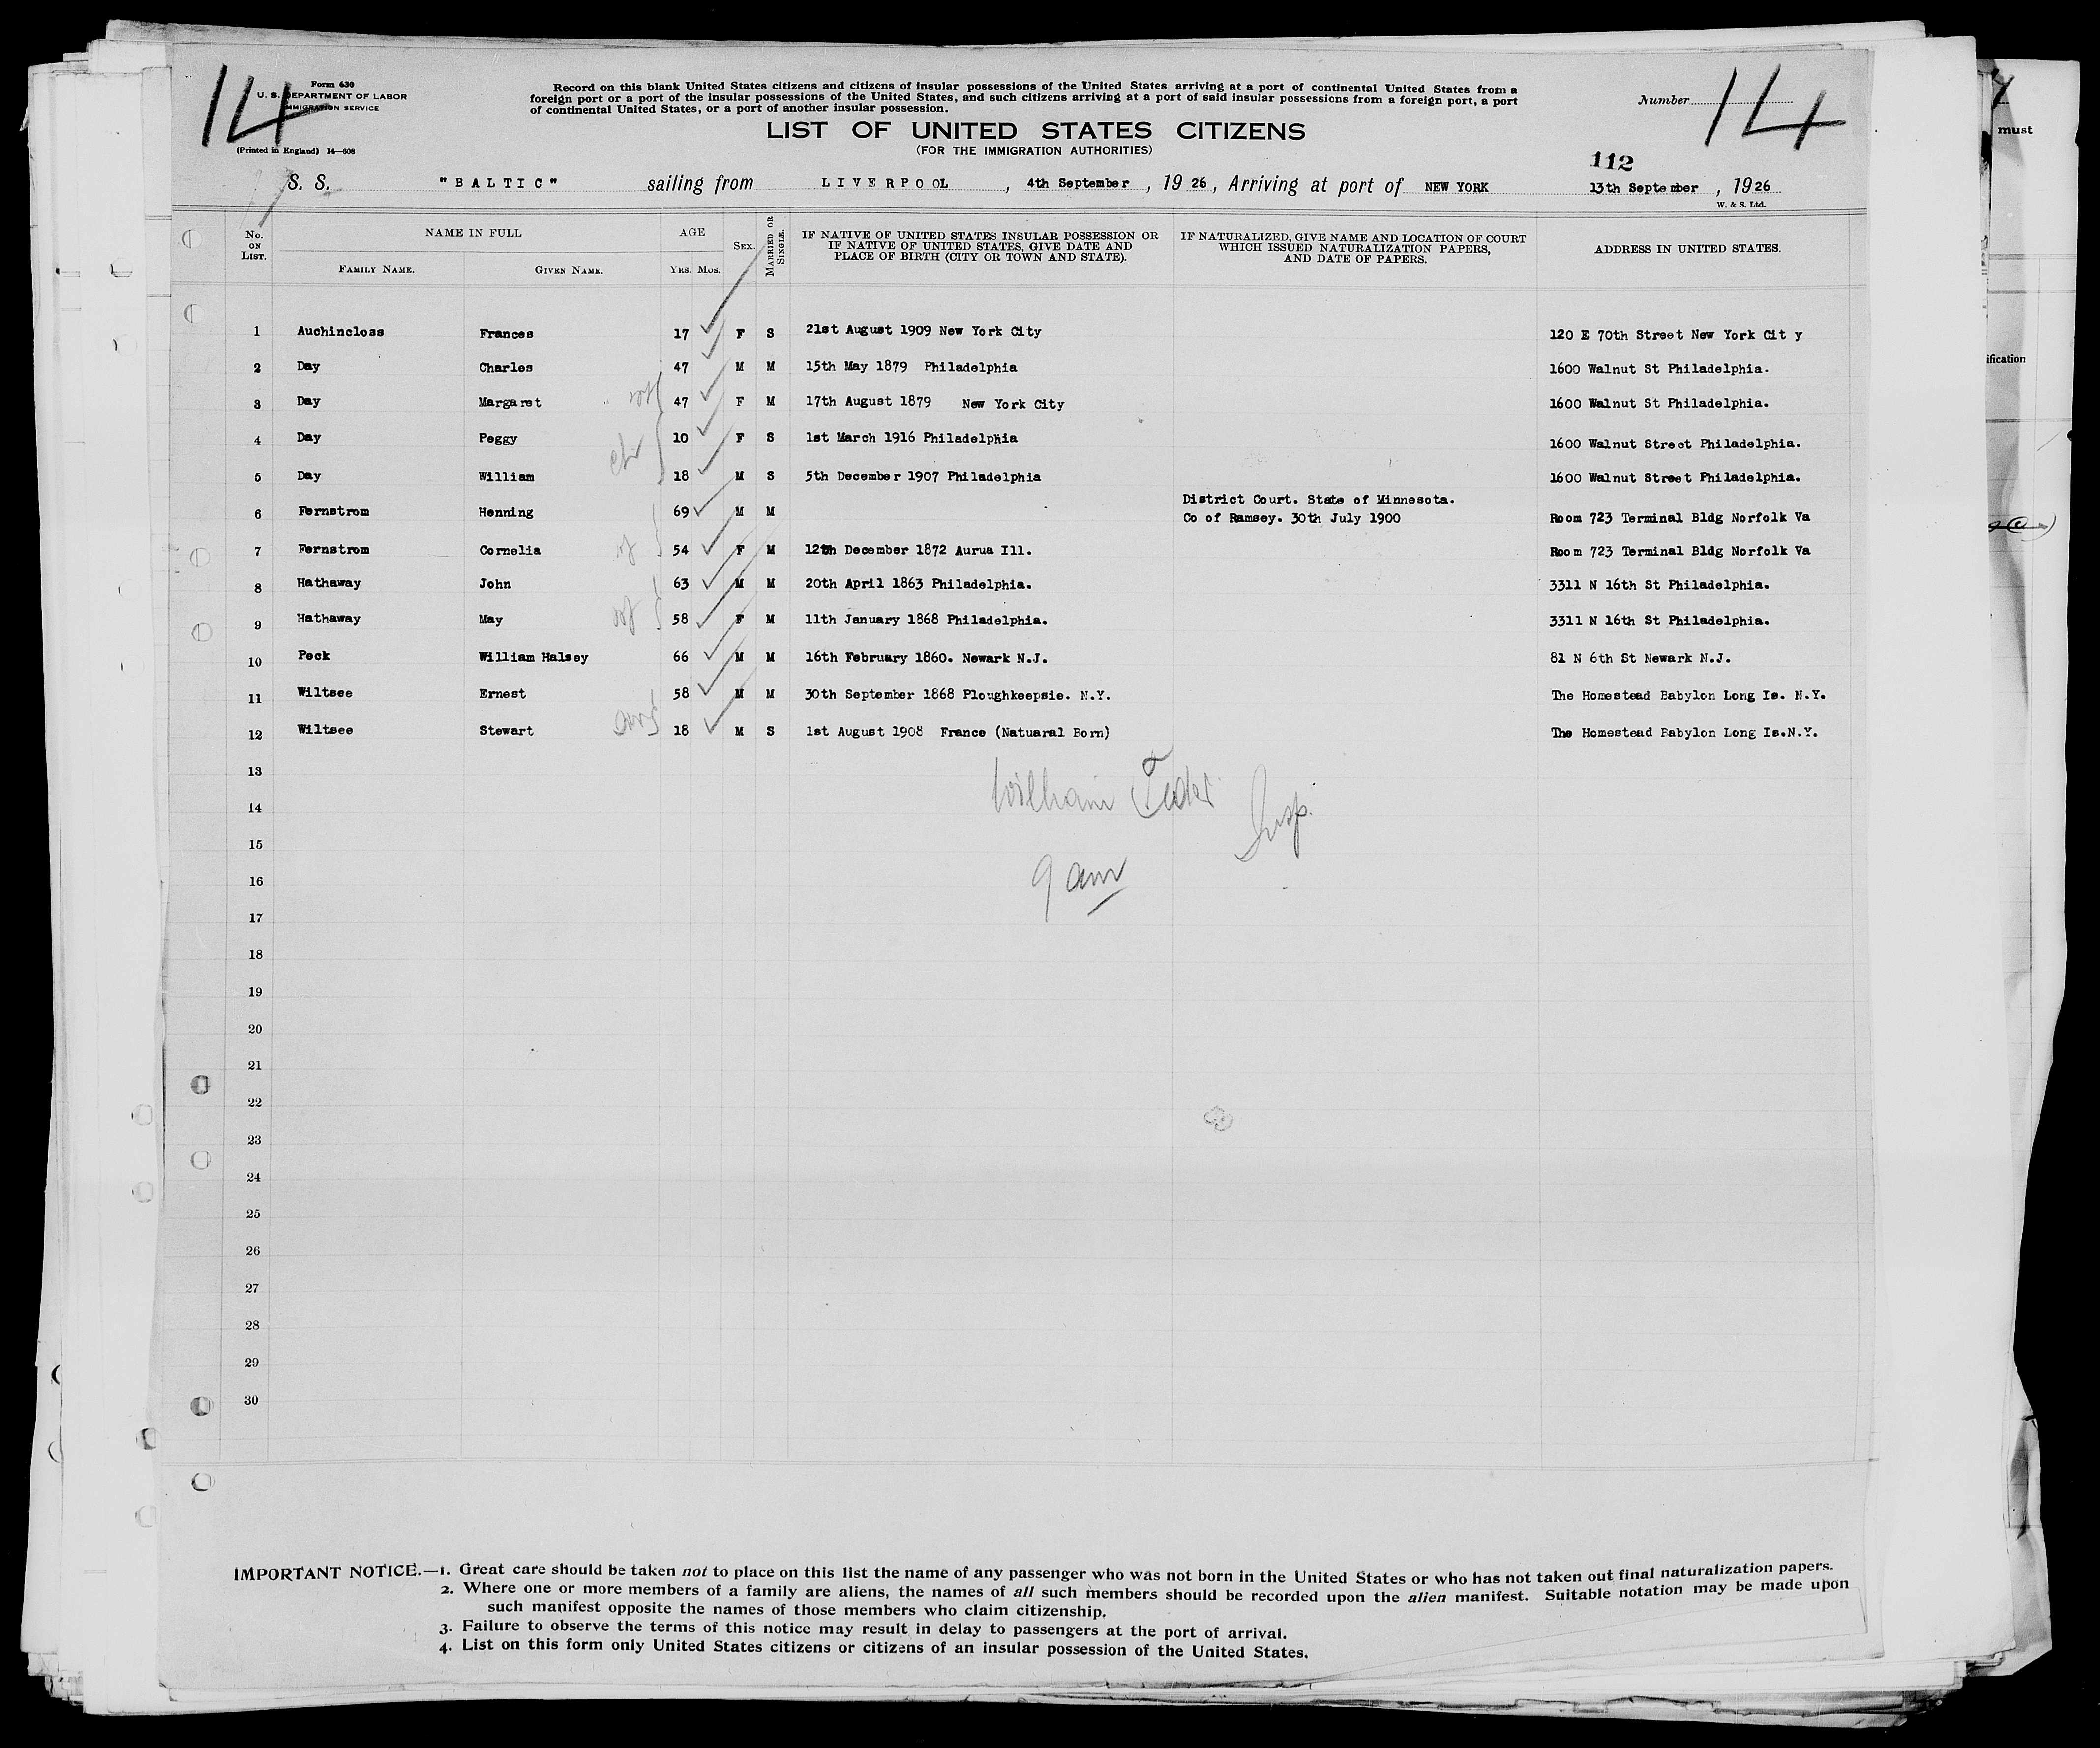 14
Form 630
U. S. DEPARTMENT OF LABOR
IMMIGRATION SERVICE
(Printed in England) 14—608
Record on this blank United States citizens and citizens of insular possessions of the United States arriving at a port of continental United States from a
foreign port or a port of the insular possessions of the United States, and such citizens arriving at a port of said insular possessions from a foreign port, a port
of continental United States, or a port of another insular possession.
Number 14
LIST OF UNITED STATES CITIZENS
(FOR THE IMMIGRATION AUTHORITIES)
112
S. S. "BALTIC" sailing from LIVERPOOL, 4th September, 1926, Arriving at port of NEW YORK 13th September, 1926
W. & S. Ltd.
No. ON LIST. NAME IN FULL AGE SEX. MARRIED OR SINGLE. IF NATIVE OF UNITED STATES INSULAR POSSESSION OR IF NATIVE OF UNITED STATES, GIVE DATE AND PLACE OF BIRTH (CITY OR TOWN AND STATE). IF NATURALIZED, GIVE NAME AND LOCATION OF COURT WHICH ISSUED NATURALIZATION PAPERS, AND DATE OF PAPERS. ADDRESS IN UNITED STATES.
FAMILY NAME. GIVEN NAME. YRS. MOS.
1 Auchincloss Frances 17 F S 21st August 1909 New York City 120 E 70th Street New York Cit y
2 Day Charles 47 M M 15th May 1879 Philadelphia 1600 Walnut St Philadelphia.
3 Day Margaret wf 47 F M 17th August 1879 New York City 1600 Walnut St Philadelphia.
4 Day Peggy chr 10 F S 1st March 1916 Philadelphia 1600 Walnut Street Philadelphia.
5 Day William 18 M S 5th December 1907 Philadelphia 1600 Walnut Street Philadelphia.
6 Fernstrom Henning 69 M M District Court. State of Minnesota. Co of Ramsey. 30th July 1900 Room 723 Terminal Bldg Norfolk Va
7 Fernstrom Cornelia wf 54 F M 12th December 1872 Aurua Ill. Room 723 Terminal Bldg Norfolk Va
8 Hathaway John 63 M M 20th April 1863 Philadelphia. 3311 N 16th St Philadelphia.
9 Hathaway May wf 58 F M 11th January 1868 Philadelphia. 3311 N 16th St Philadelphia.
10 Peck William Halsey 66 M M 16th February 1860. Newark N.J. 81 N 6th St Newark N.J.
11 Wiltsee Ernest 58 M M 30th September 1868 Ploughkeepsie. N.Y. The Homestead Babylon Long Is. N.Y.
12 Wiltsee Stewart son 18 M S 1st August 1908 France (Natuaral Born) The Homestead Babylon Long Is.N.Y.
13
William Insp.
14
15
9 am
16
17
18
19
20
21
22
23
24
25
26
27
28
29
30
IMPORTANT NOTICE.—1. Great care should be taken not to place on this list the name of any passenger who was not born in the United States or who has not taken out final naturalization papers.
2. Where one or more members of a family are aliens, the names of all such members should be recorded upon the alien manifest. Suitable notation may be made upon
such manifest opposite the names of those members who claim citizenship.
3. Failure to observe the terms of this notice may result in delay to passengers at the port of arrival.
4. List on this form only United States citizens or citizens of an insular possession of the United States.
must
ification